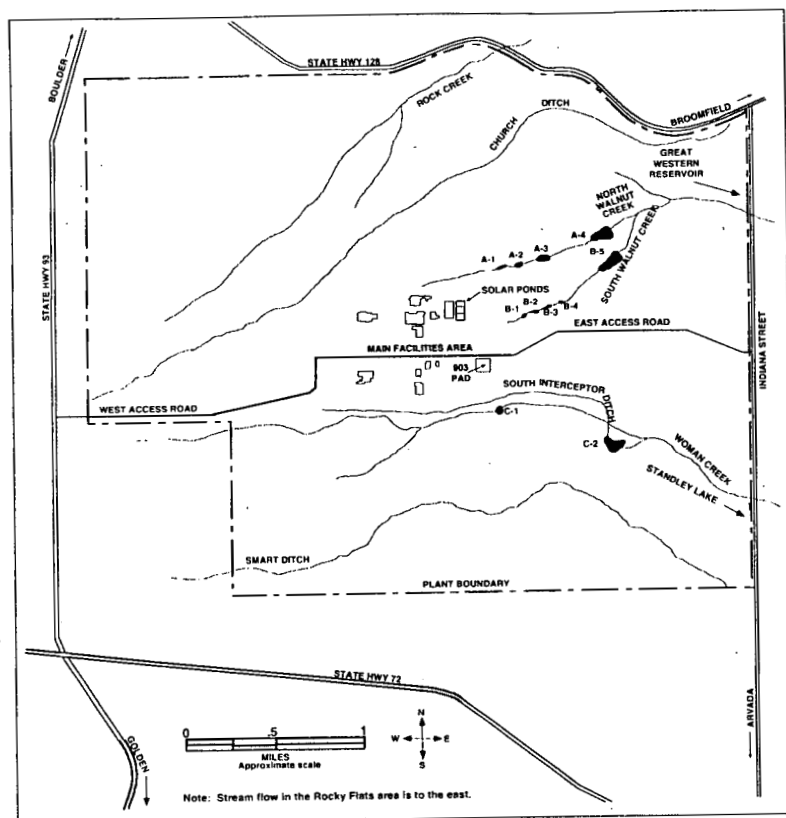 STATE HWY 128
BOULDER
ROCK CREEK
CHURCH
DITCH
BROOMFIELD
GREAT
WESTERN
RESERVOIR
NORTH
WALNUT
CREEK
A-4
A-3
A-2
A-1
B-5
SOUTH WALNUT CREEK
STATE HWY 93
SOLAR PONDS
B-2
B-4
B-1
B-3
EAST ACCESS ROAD
INDIANA STREET
MAIN FACILITIES AREA
903
PAD
SOUTH INTERCEPTOR
DITCH
WEST ACCESS ROAD
C-1
C-2
WOMAN CREEK
STANDLEY LAKE
SMART DITCH
PLANT BOUNDARY
STATE HWY 72
ARVADA
GOLDEN
0 .5 1
MILES
Approximate scale
N
W E
S
Note: Stream flow in the Rocky Flats area is to the east.